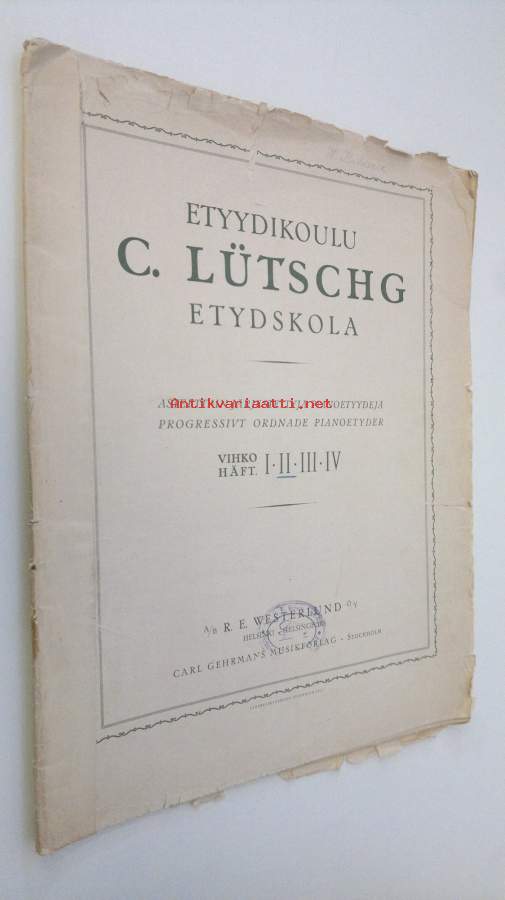 ETYYDIKOULU
C. LÜTSCHG
ETYDSKOLA
Antikvariaatti.net
PROGRESSIVT ORDNADE PIANOETYDER
VIHKO
HÄFT. I·II·III·IV
A/B R. E. WESTERLUND OY
HELSINKI - HELSINGFORS
CARL GEHRMANS MUSIKFÖRLAG - STOCKHOLM